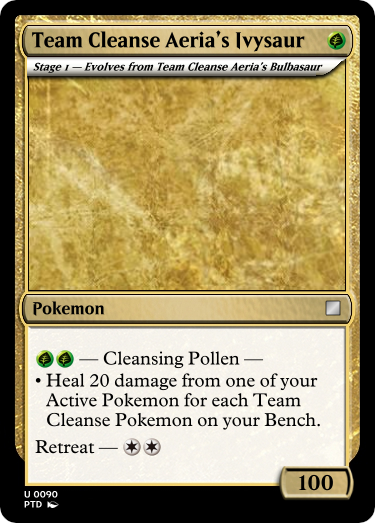 Team Cleanse Aeria's Ivysaur
Stage 1 — Evolves from Team Cleanse Aeria's Bulbasaur
Pokemon
— Cleansing Pollen —
• Heal 20 damage from one of your
Active Pokemon for each Team
Cleanse Pokemon on your Bench.
Retreat —
100
U 0090
PTD